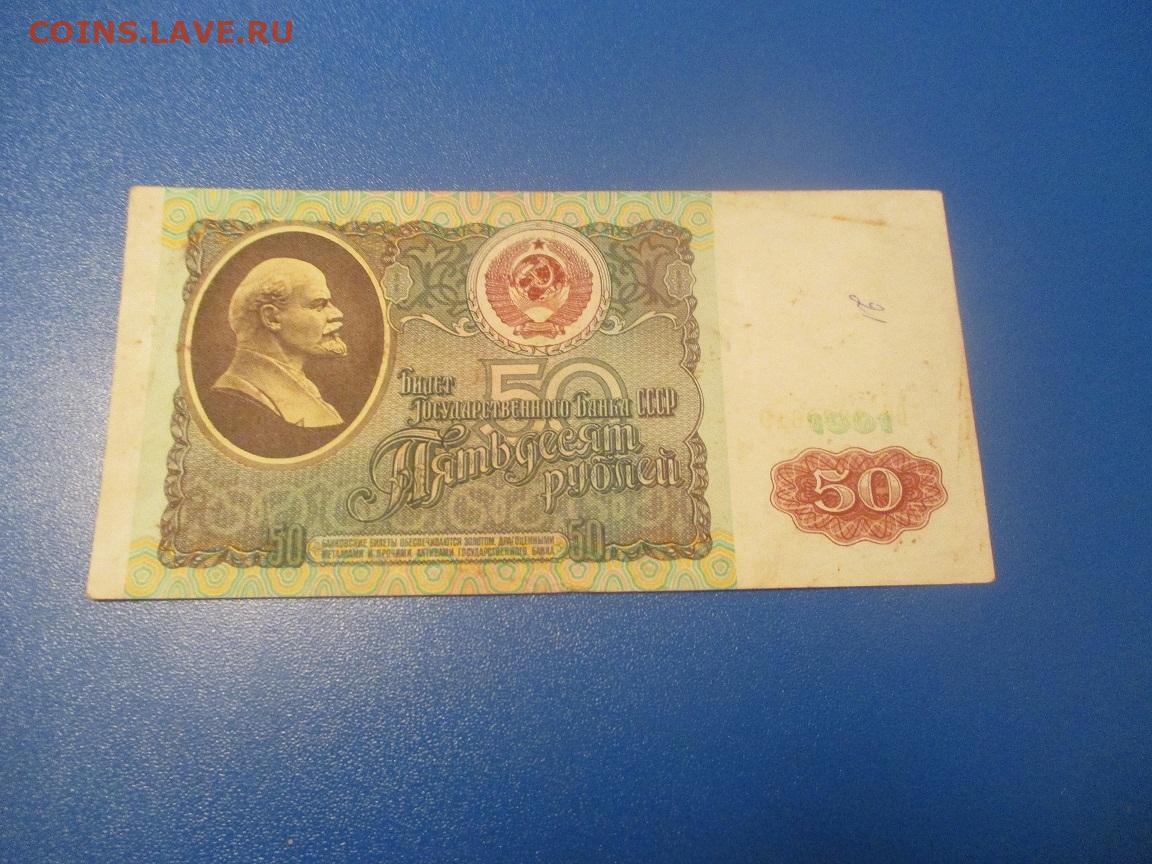 COINS.LAVE.RU
50
Билет
Государственного Банка СССР
Пятьдесят
рублей
50
БАНКОВСКИЕ БИЛЕТЫ ОБЕСПЕЧИВАЮТСЯ ЗОЛОТОМ, ДРАГОЦЕННЫМИ
МЕТАЛЛАМИ И ПРОЧИМИ АКТИВАМИ ГОСУДАРСТВЕННОГО БАНКА
50
50